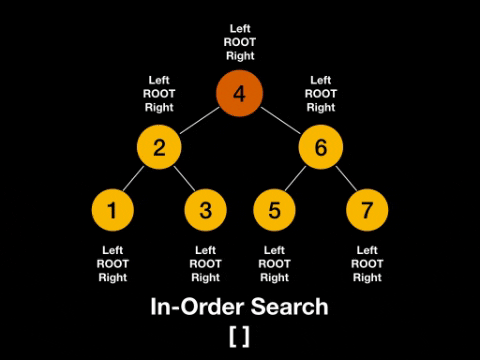 Left
ROOT
Right
4
Left
ROOT
Right
Left
ROOT
Right
2
6
1
3
5
7
Left
ROOT
Right
Left
ROOT
Right
Left
ROOT
Right
Left
ROOT
Right
In-Order Search
[ ]